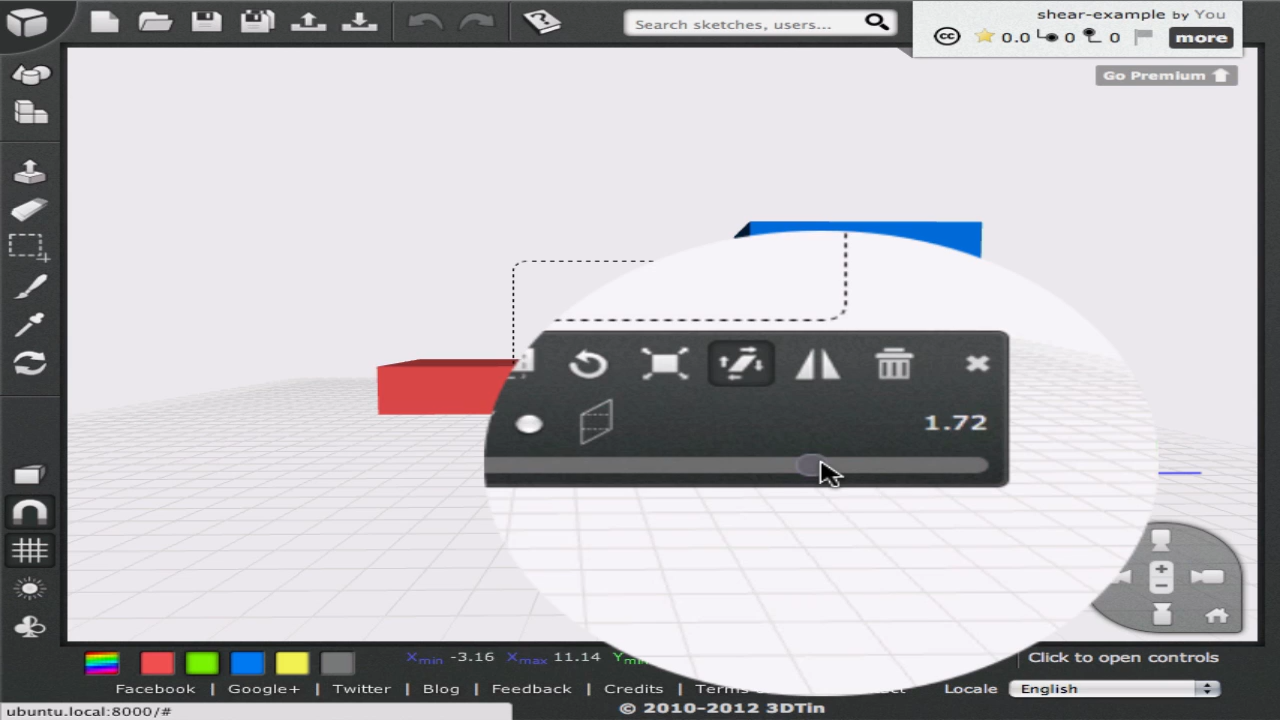 Search sketches, users...
shear-example by You
cc 0.0 0 0 more
Go Premium
1.72
Xmin -3.16 Xmax 11.14
Click to open controls
Facebook | Google+ | Twitter | Blog | Feedback | Credits |
Locale English
ubuntu.local:8000/#
© 2010-2012 3DTin